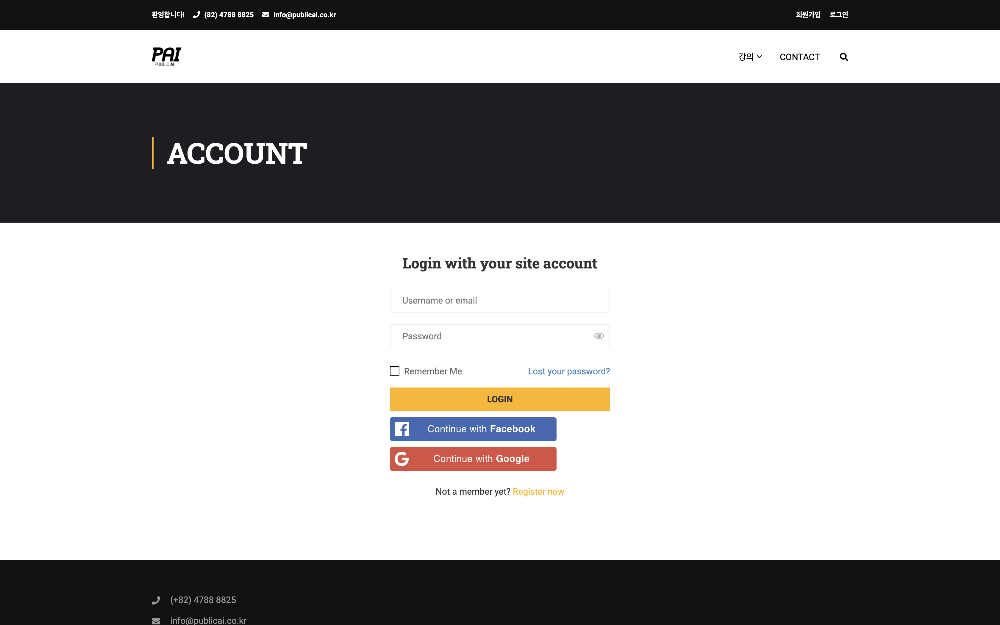 환영합니다! (82) 4788 8825 info@publicai.co.kr 회원가입 로그인
PAI
PUBLIC AI
강의 CONTACT
ACCOUNT
Login with your site account
Username or email
Password
Remember Me Lost your password?
LOGIN
Continue with Facebook
Continue with Google
Not a member yet? Register now
(+82) 4788 8825
info@publicai.co.kr